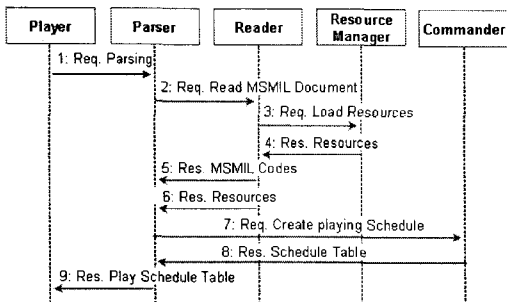 Player
Parser
Reader
Resource
Manager
Commander
1: Req. Parsing
2: Req. Read MSMIL Document
3: Req. Load Resources
4: Res. Resources
5: Res. MSMIL Codes
6: Res. Resources
7: Req. Create playing Schedule
8: Res. Schedule Table
9: Res. Play Schedule Table